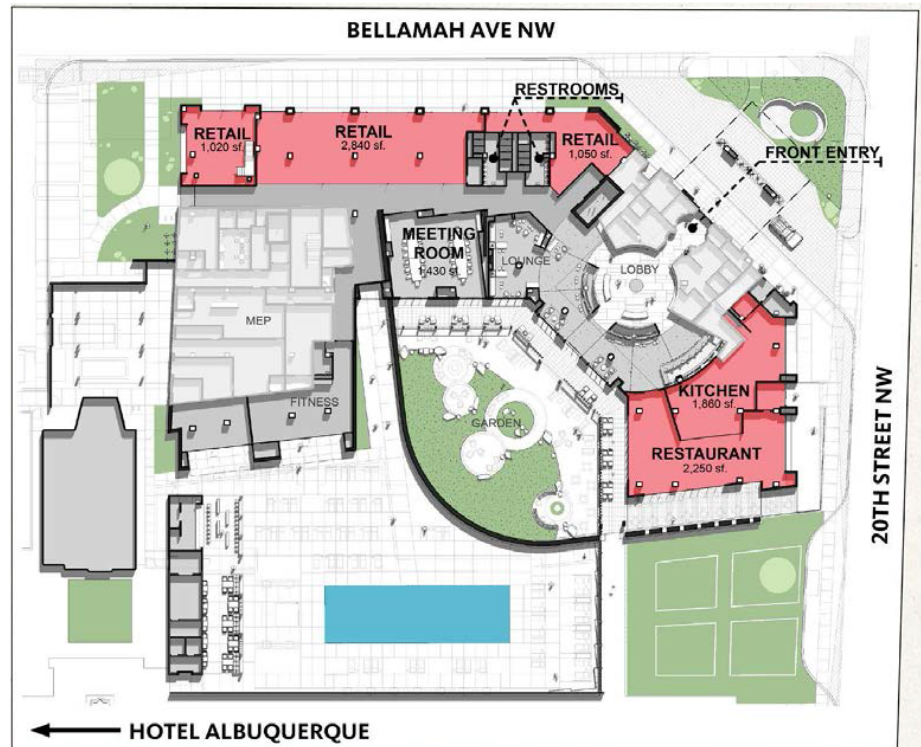 BELLAMAH AVE NW
RESTROOMS
RETAIL
1,020 sf.
RETAIL
2,840 sf.
RETAIL
1,050 sf.
FRONT ENTRY
MEETING
ROOM
1,430 sf.
LOUNGE
LOBBY
MEP
FITNESS
GARDEN
KITCHEN
1,860 sf.
RESTAURANT
2,250 sf.
20TH STREET NW
HOTEL ALBUQUERQUE